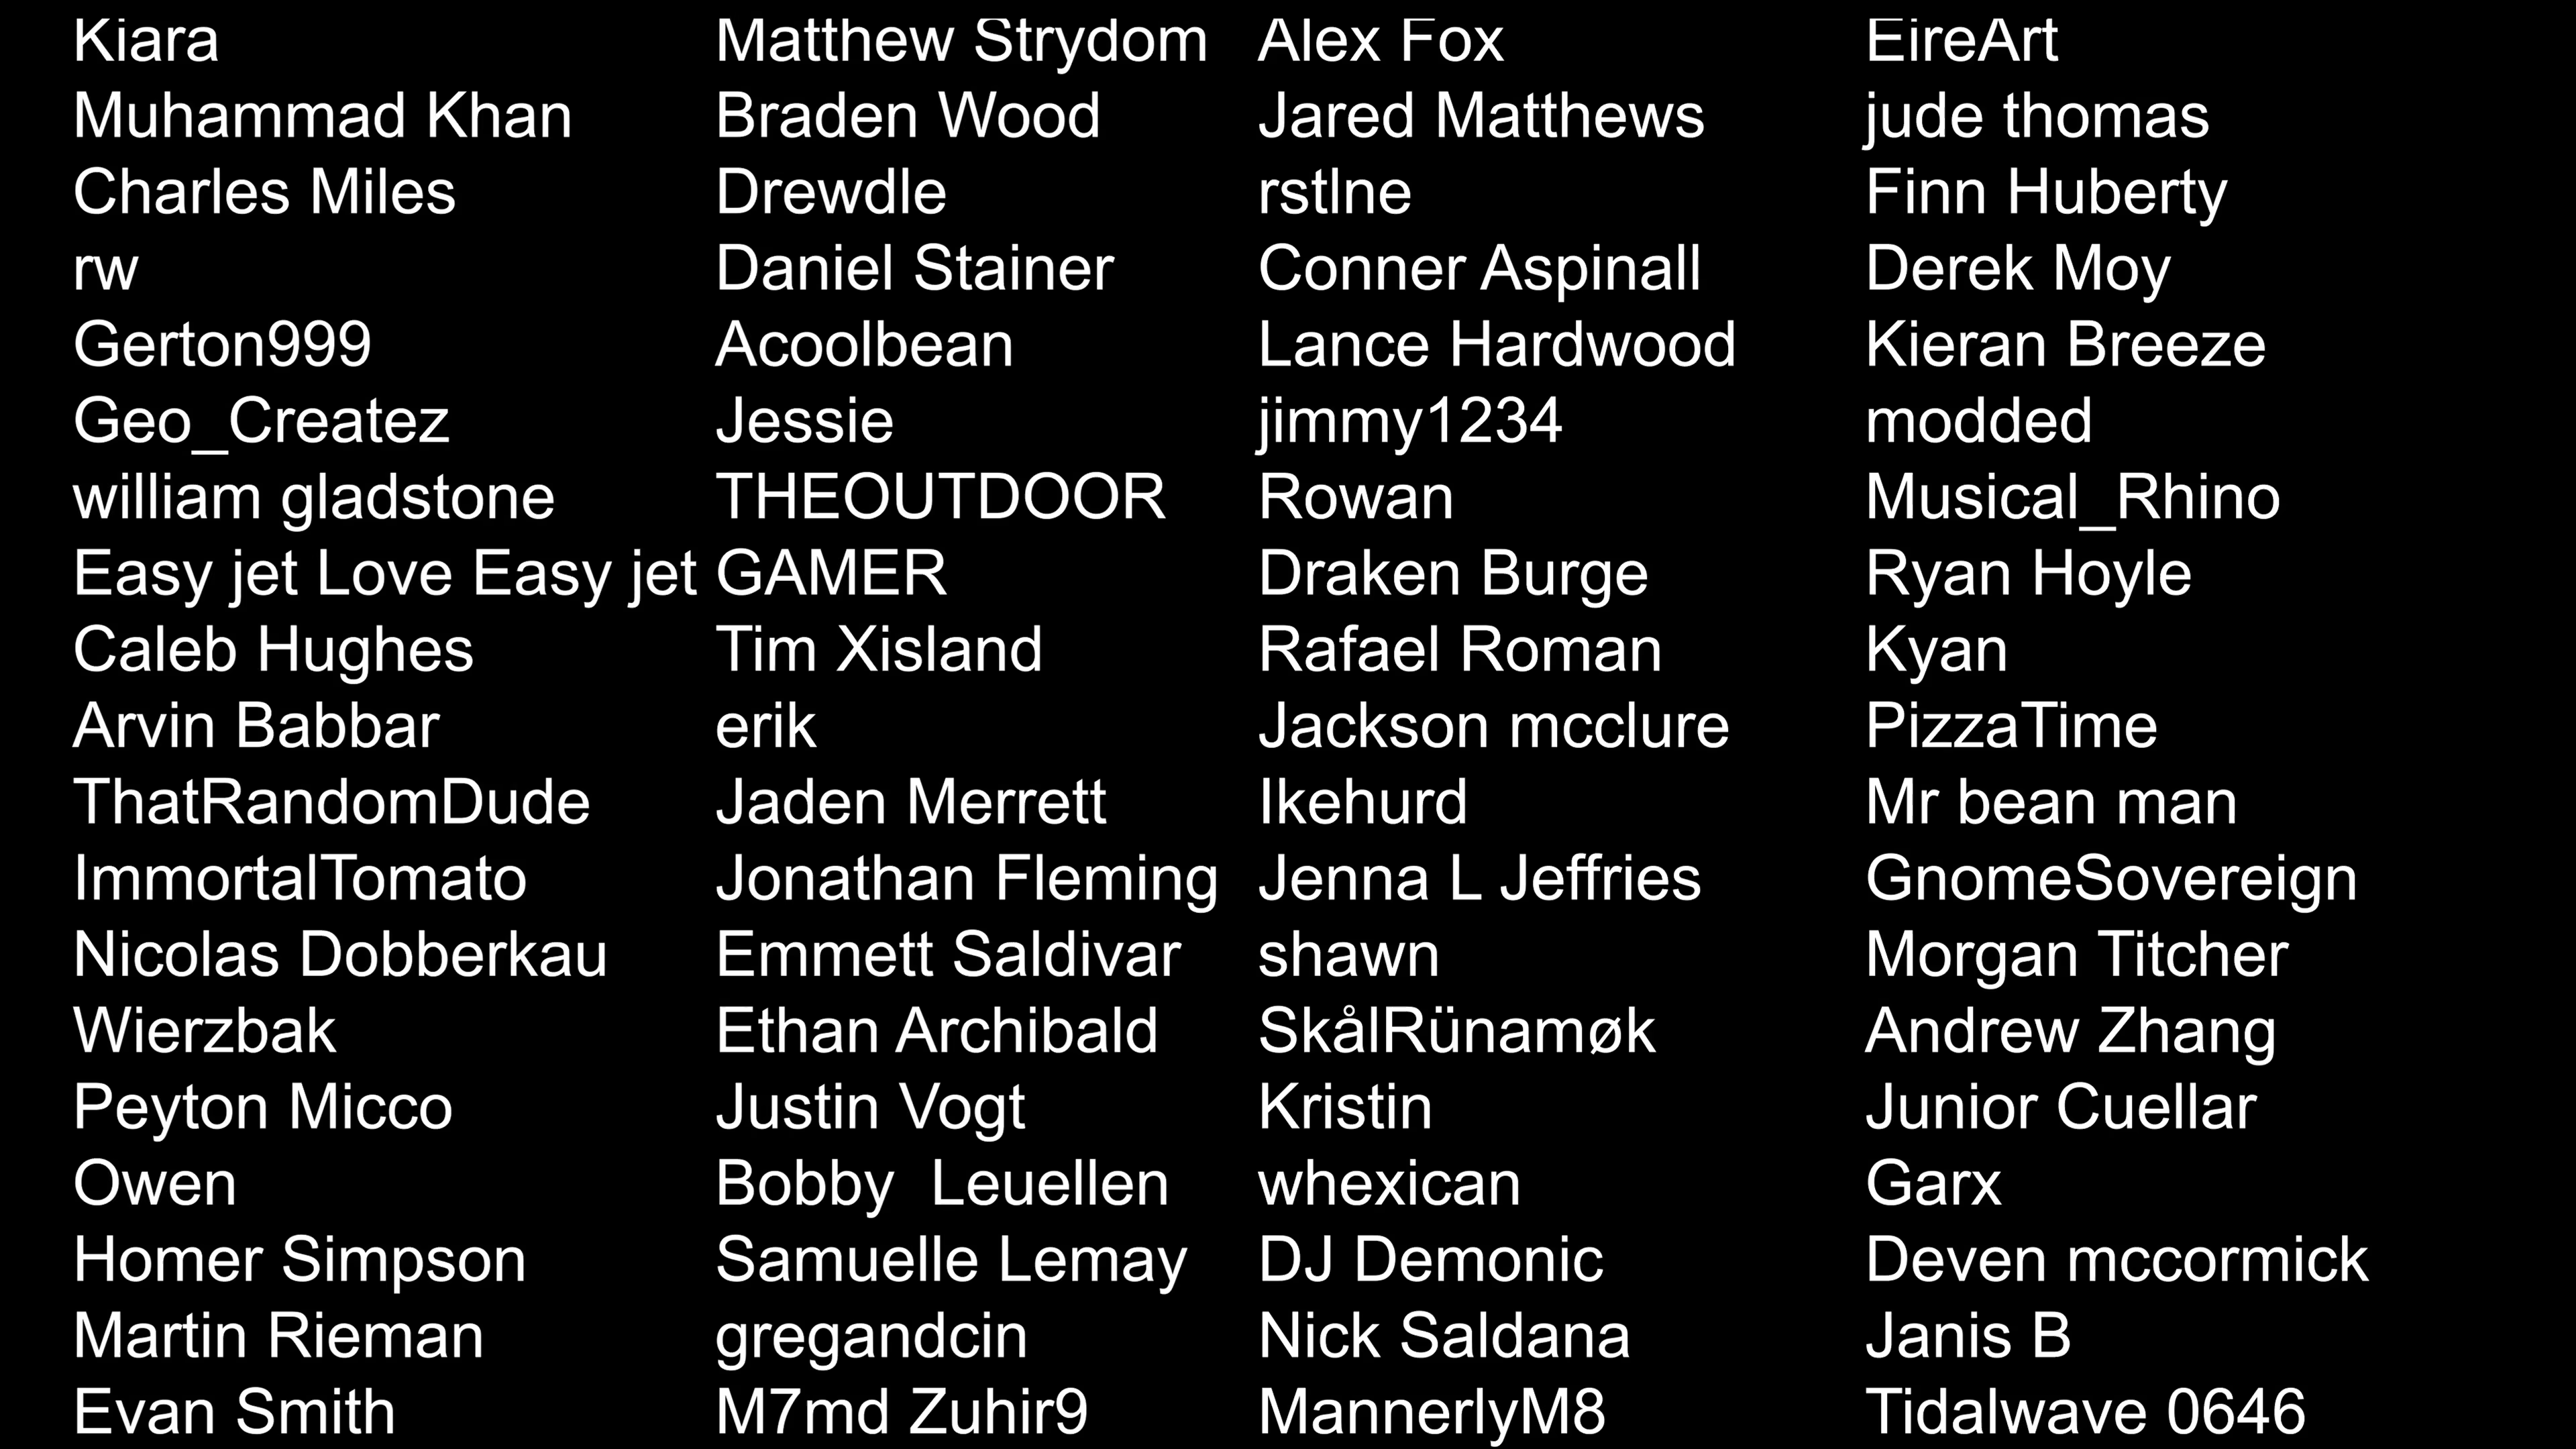 Kiara
Muhammad Khan
Charles Miles
rw
Gerton999
Geo_Createz
william gladstone
Easy jet Love Easy jet
Caleb Hughes
Arvin Babbar
ThatRandomDude
ImmortalTomato
Nicolas Dobberkau
Wierzbak
Peyton Micco
Owen
Homer Simpson
Martin Rieman
Evan Smith
Matthew Strydom
Braden Wood
Drewdle
Daniel Stainer
Acoolbean
Jessie
THEOUTDOOR
GAMER
Tim Xisland
erik
Jaden Merrett
Jonathan Fleming
Emmett Saldivar
Ethan Archibald
Justin Vogt
Bobby  Leuellen
Samuelle Lemay
gregandcin
M7md Zuhir9
Alex Fox
Jared Matthews
rstlne
Conner Aspinall
Lance Hardwood
jimmy1234
Rowan
Draken Burge
Rafael Roman
Jackson mcclure
Ikehurd
Jenna L Jeffries
shawn
SkålRünamøk
Kristin
whexican
DJ Demonic
Nick Saldana
MannerlyM8
EireArt
jude thomas
Finn Huberty
Derek Moy
Kieran Breeze
modded
Musical_Rhino
Ryan Hoyle
Kyan
PizzaTime
Mr bean man
GnomeSovereign
Morgan Titcher
Andrew Zhang
Junior Cuellar
Garx
Deven mccormick
Janis B
Tidalwave 0646